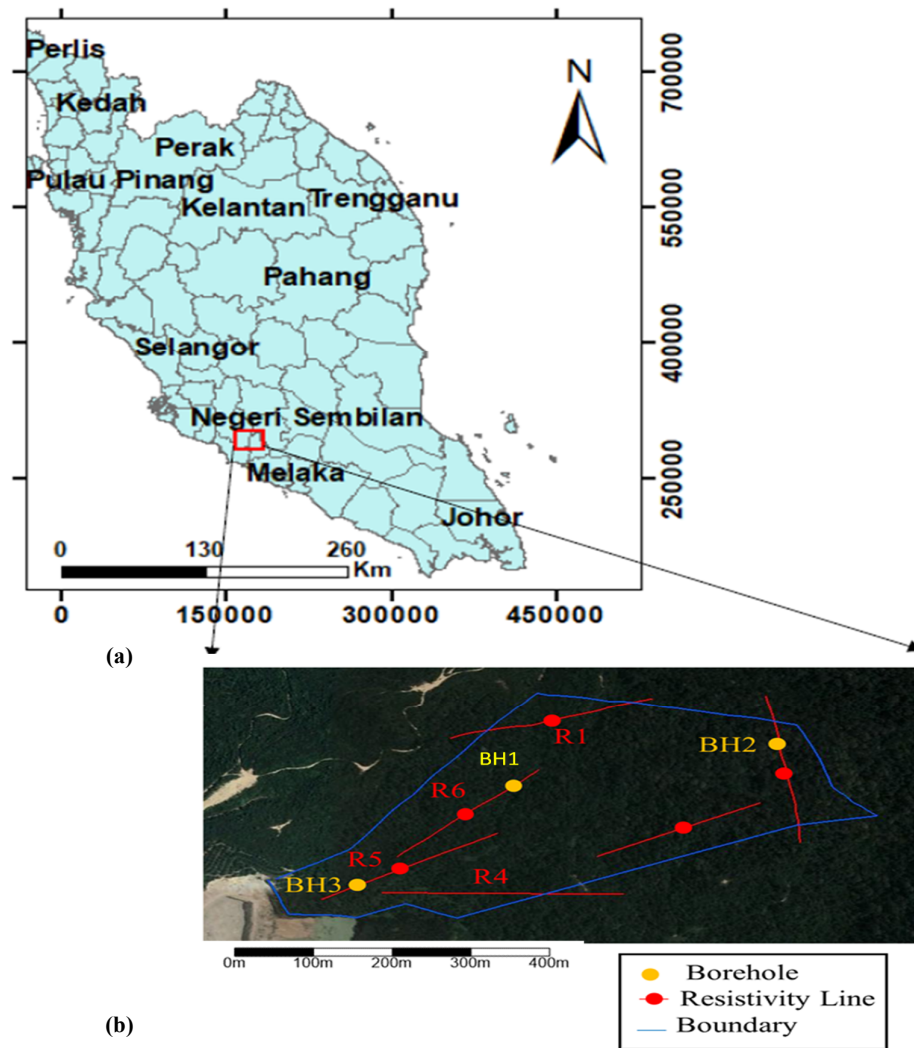 Perlis
Kedah
Perak
Pulau Pinang
Kelantan
Trengganu
Pahang
Selangor
Negeri Sembilan
Melaka
Johor
N
700000
550000
400000
250000
0 130 260
Km
0 150000 300000 450000
(a)
R1
BH2
BH1
R6
R5
R4
BH3
0m 100m 200m 300m 400m
Borehole
Resistivity Line
Boundary
(b)